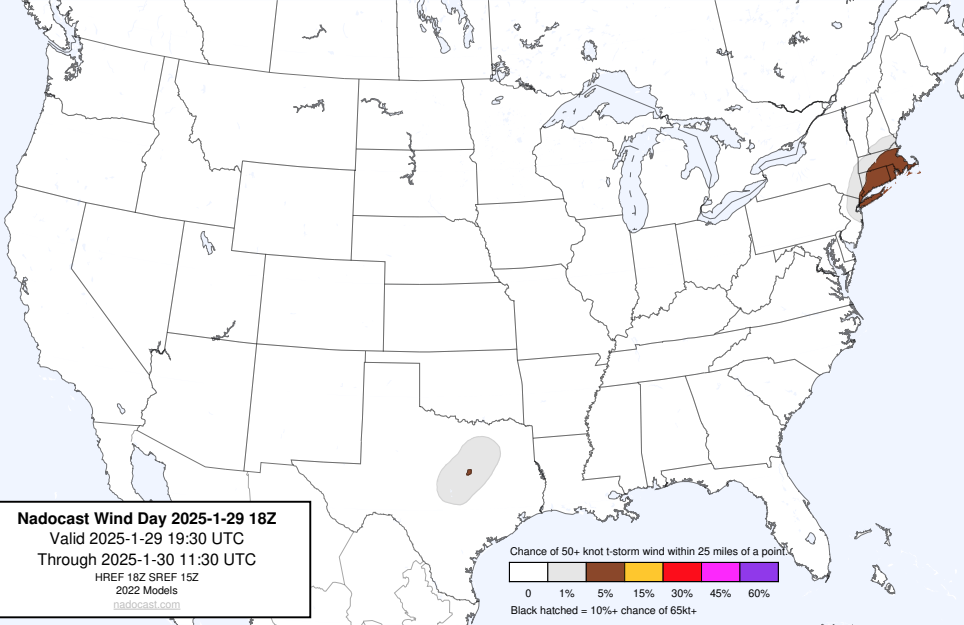 Nadocast Wind Day 2025-1-29 18Z
Valid 2025-1-29 19:30 UTC
Through 2025-1-30 11:30 UTC
HREF 18Z SREF 15Z
2022 Models
nadocast.com
Chance of 50+ knot t-storm wind within 25 miles of a point.
0 1% 5% 15% 30% 45% 60%
Black hatched = 10%+ chance of 65kt+